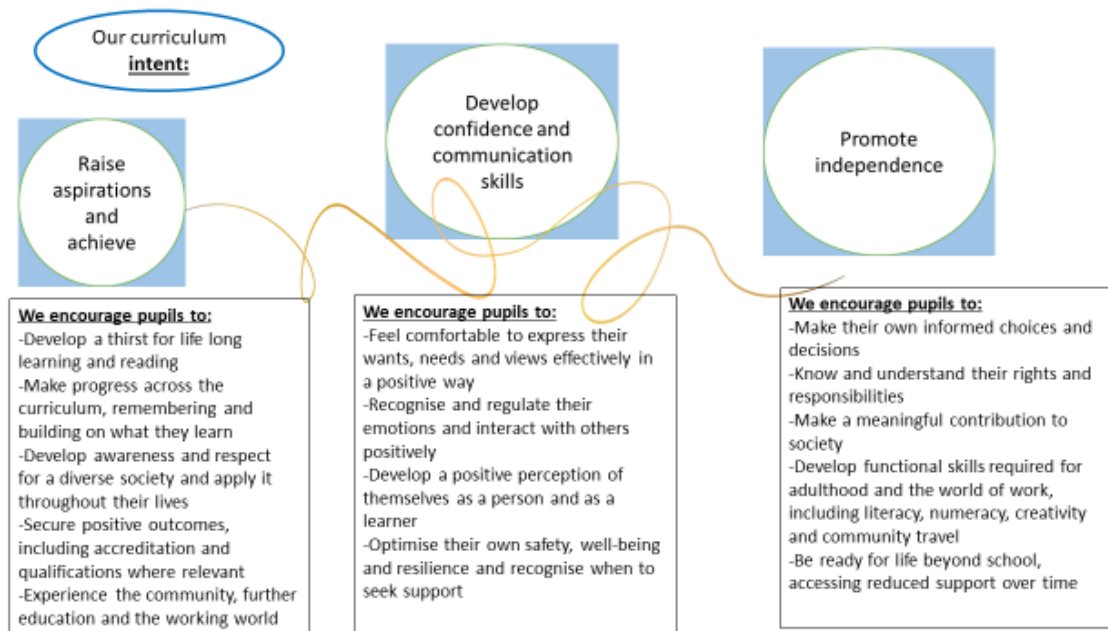 Our curriculum
intent:
Raise
aspirations
and
achieve
Develop
confidence and
communication
skills
Promote
independence
We encourage pupils to:
-Develop a thirst for life long
learning and reading
-Make progress across the
curriculum, remembering and
building on what they learn
-Develop awareness and respect
for a diverse society and apply it
throughout their lives
-Secure positive outcomes,
including accreditation and
qualifications where relevant
-Experience the community, further
education and the working world
We encourage pupils to:
-Feel comfortable to express their
wants, needs and views effectively in
a positive way
-Recognise and regulate their
emotions and interact with others
positively
-Develop a positive perception of
themselves as a person and as a
learner
-Optimise their own safety, well-being
and resilience and recognise when to
seek support
We encourage pupils to:
-Make their own informed choices and
decisions
-Know and understand their rights and
responsibilities
-Make a meaningful contribution to
society
-Develop functional skills required for
adulthood and the world of work,
including literacy, numeracy, creativity
and community travel
-Be ready for life beyond school,
accessing reduced support over time